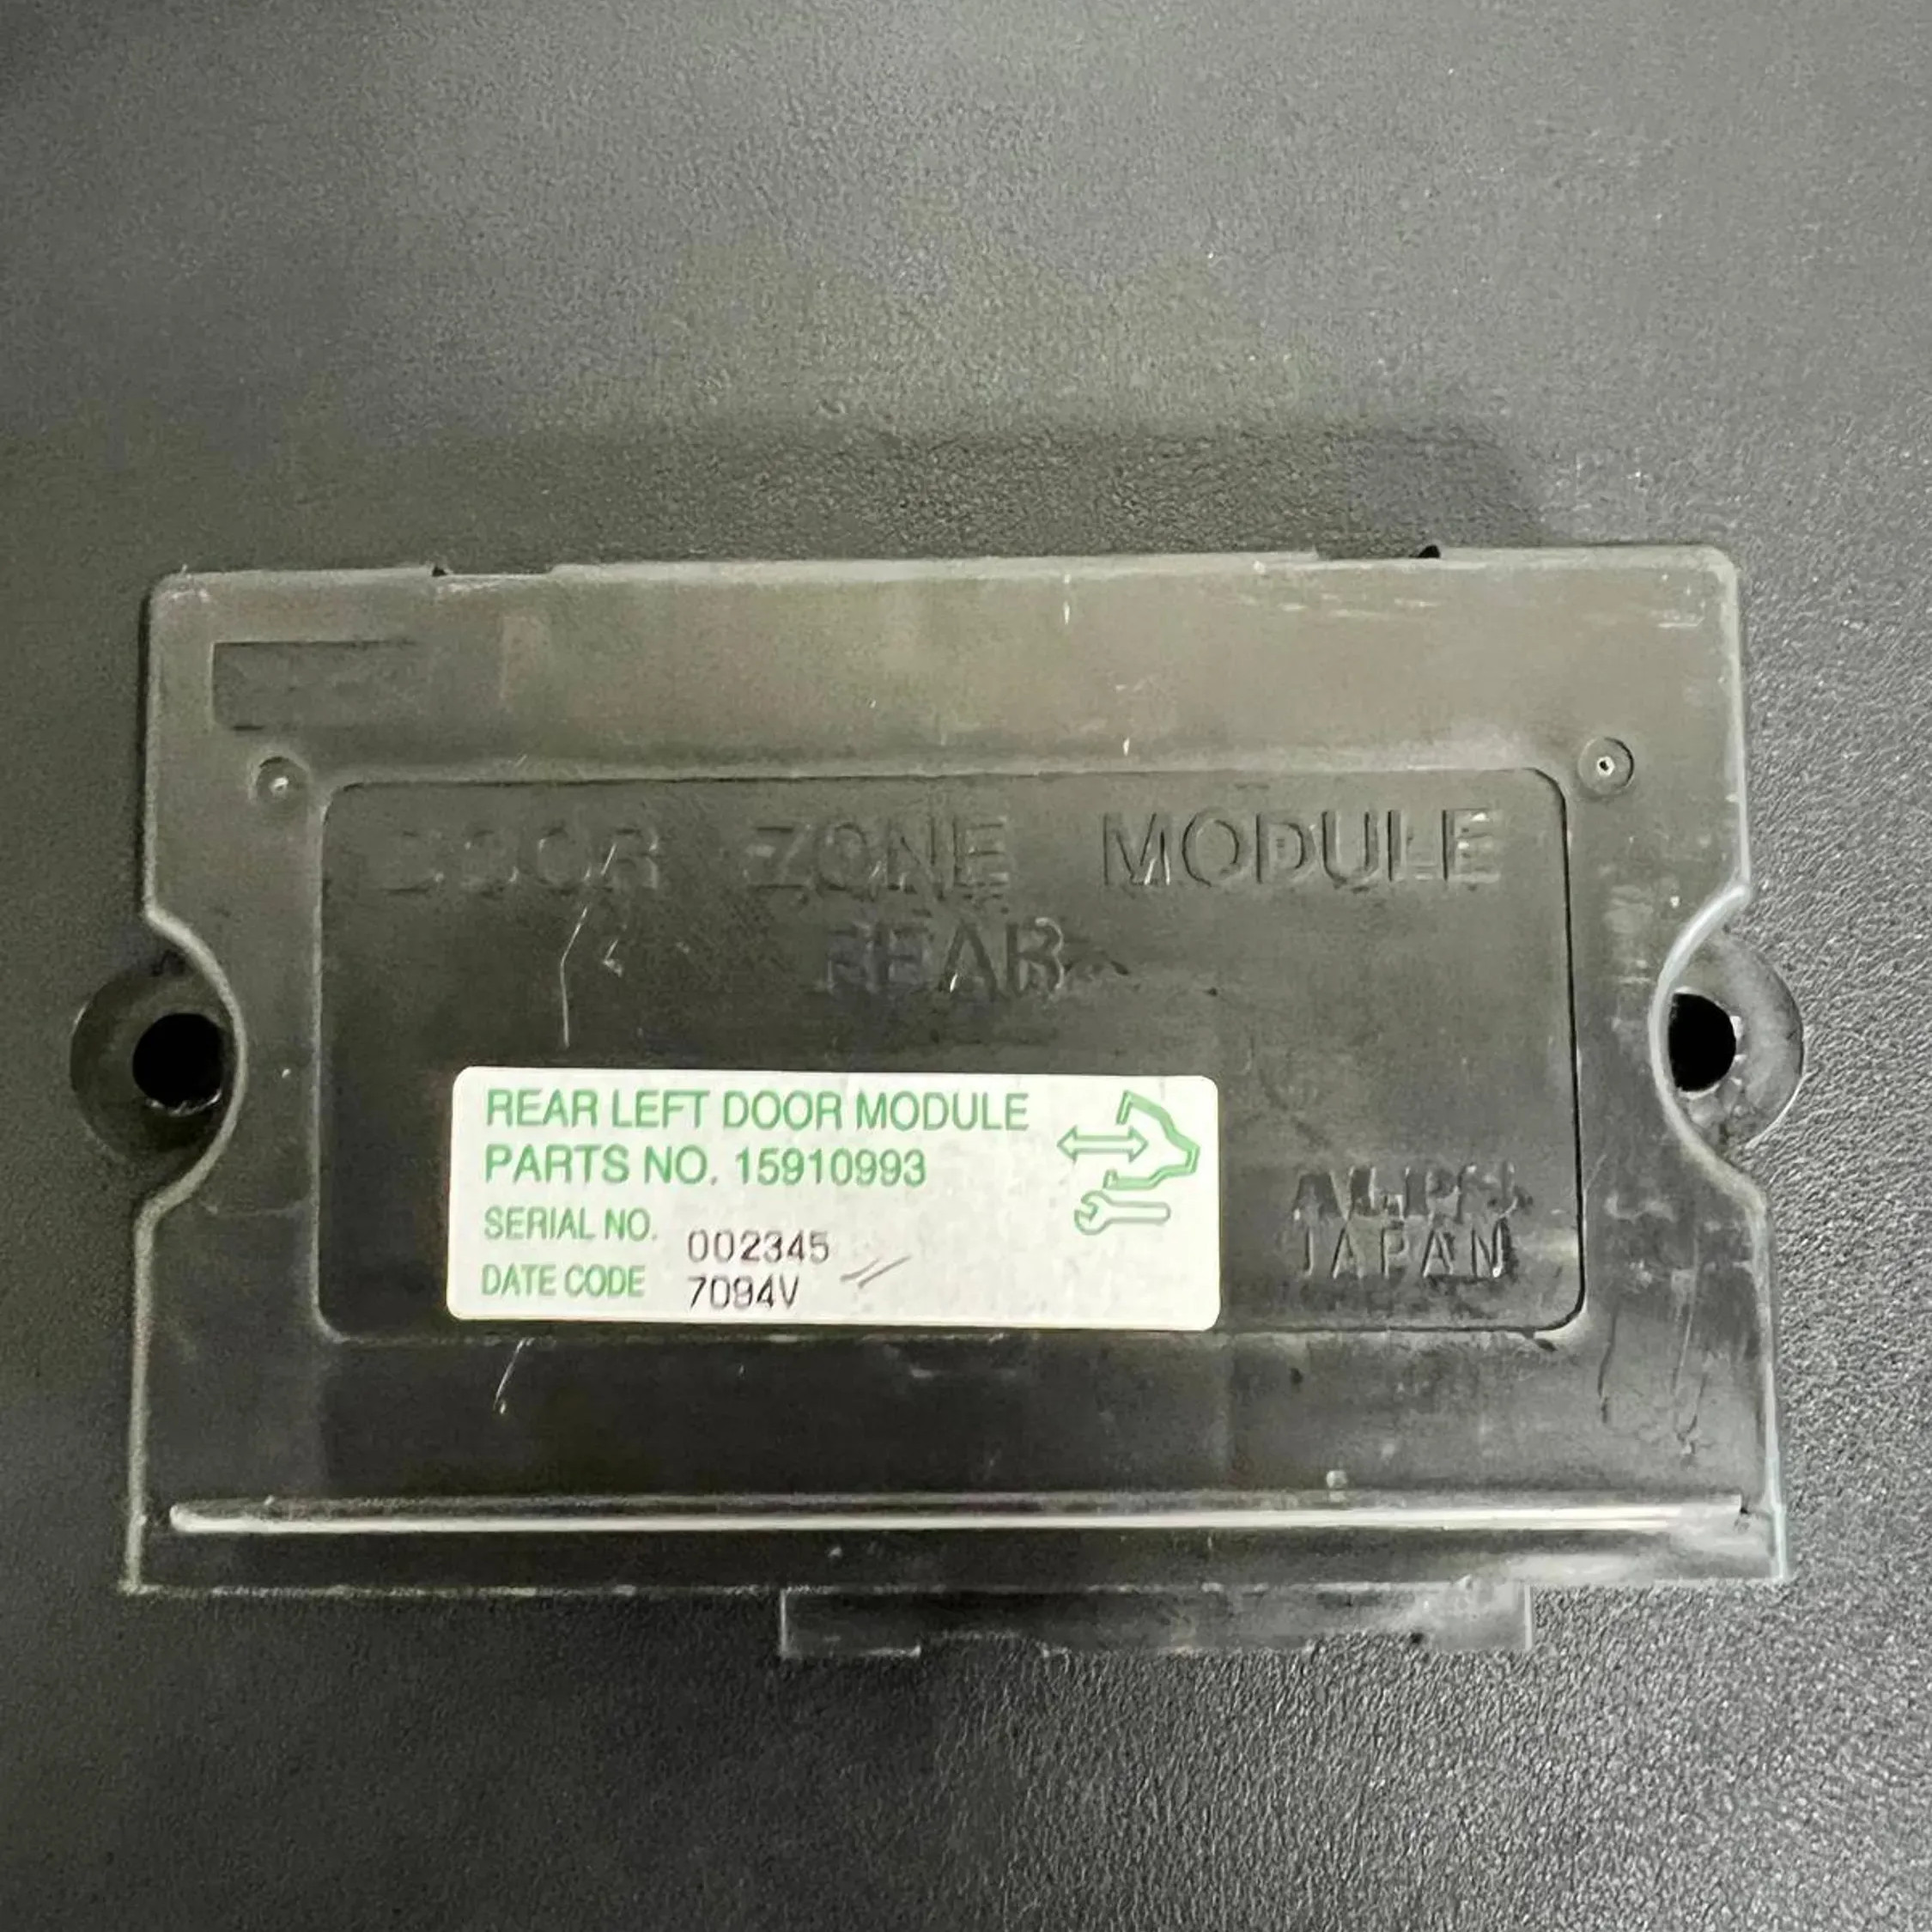 DOOR ZONE MODULE
REAR
REAR LEFT DOOR MODULE
PARTS NO. 15910993
SERIAL NO. 002345
DATE CODE 7094V
ALPS
JAPAN